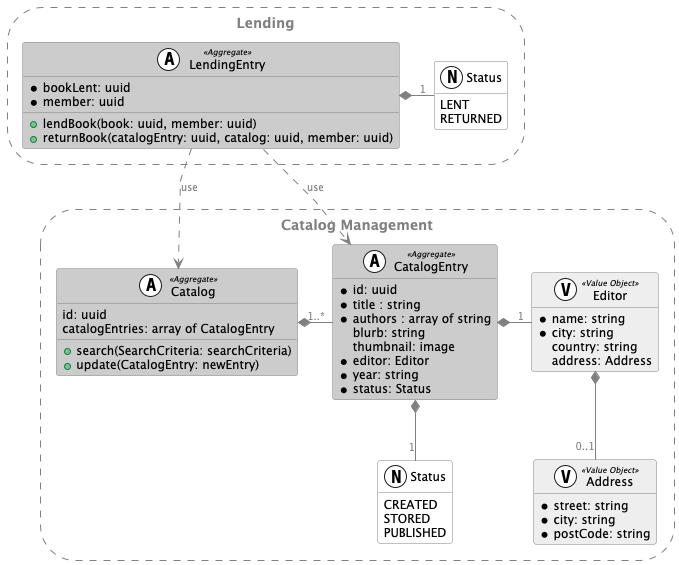 Lending
A
«Aggregate»
LendingEntry
bookLent: uuid
member: uuid
lendBook(book: uuid, member: uuid)
returnBook(catalogEntry: uuid, catalog: uuid, member: uuid)
1
N Status
LENT
RETURNED
use
use
Catalog Management
A
«Aggregate»
Catalog
id: uuid
catalogEntries: array of CatalogEntry
search(SearchCriteria: searchCriteria)
update(CatalogEntry: newEntry)
1..*
A
«Aggregate»
CatalogEntry
id: uuid
title : string
authors : array of string
blurb: string
thumbnail: image
editor: Editor
year: string
status: Status
1
V
«Value Object»
Editor
name: string
city: string
country: string
address: Address
1
0..1
N Status
CREATED
STORED
PUBLISHED
V
«Value Object»
Address
street: string
city: string
postCode: string